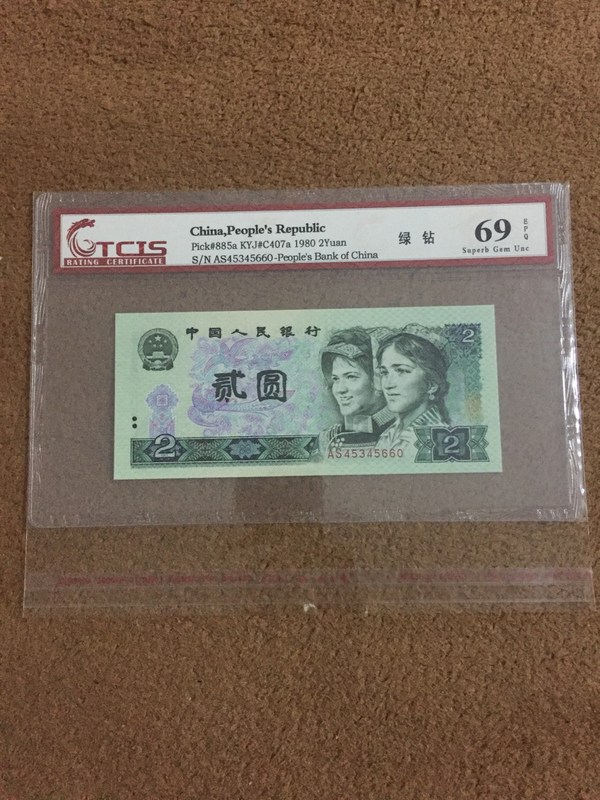 TCIS
RATING CERTIFICATE
China,People's Republic
Pick#885a KYJ#C407a 1980 2Yuan
S/N AS45345660-People's Bank of China
绿 钻
69 EPQ
Superb Gem Unc
中国人民银行
2
贰圆
2
2
AS45345660